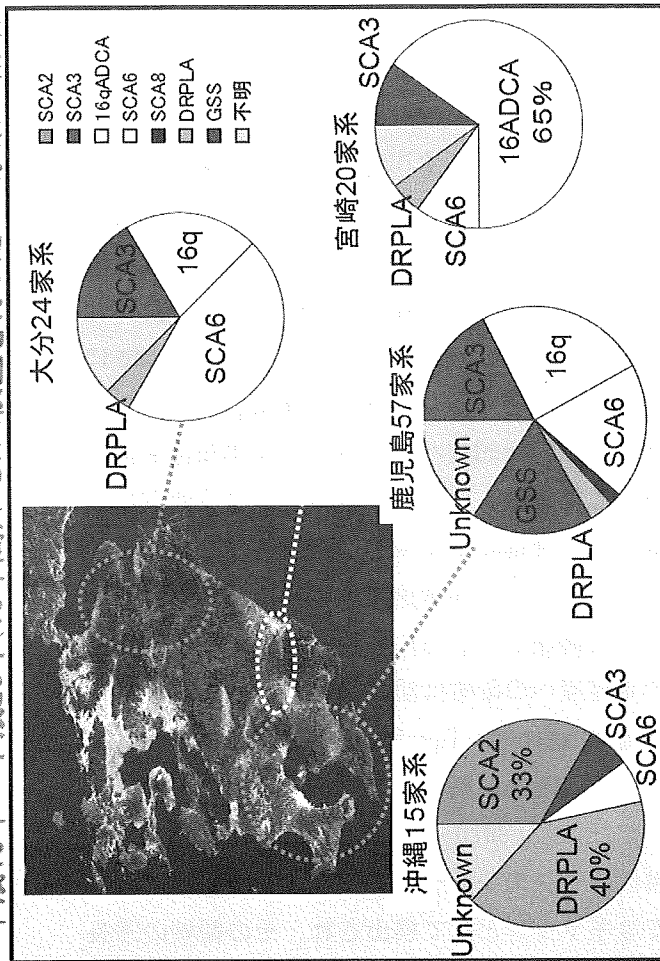 大分24家系
SCA3
16q
SCA6
DRPLA
SCA2
SCA3
16qADCA
SCA6
SCA8
DRPLA
GSS
不明
宮崎20家系
SCA3
16ADCA
65%
SCA6
DRPLA
鹿児島57家系
Unknown
SCA3
16q
SCA6
DRPLA
GSS
沖縄15家系
Unknown
SCA2
33%
SCA3
SCA6
DRPLA
40%